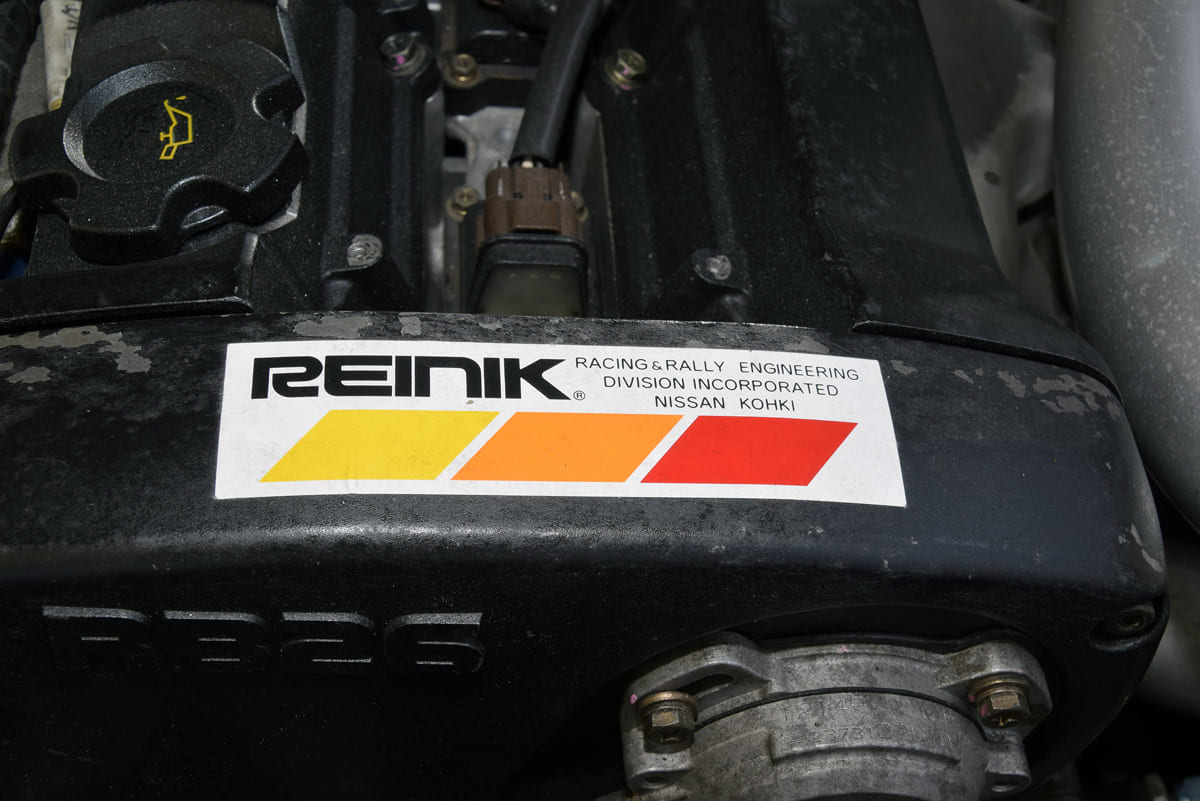 REINIK®
RACING & RALLY ENGINEERING
DIVISION INCORPORATED
NISSAN KOHKI
RB26